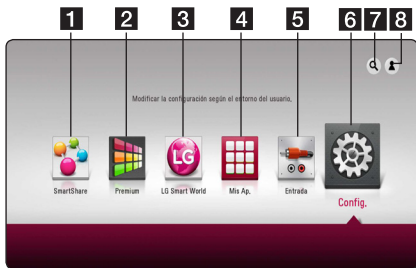 1 2 3 4 5 6 7 8
Modificar la configuración según el entorno del usuario.
LG
SmartShare Premium LG Smart World Mis Ap. Entrada
Config.